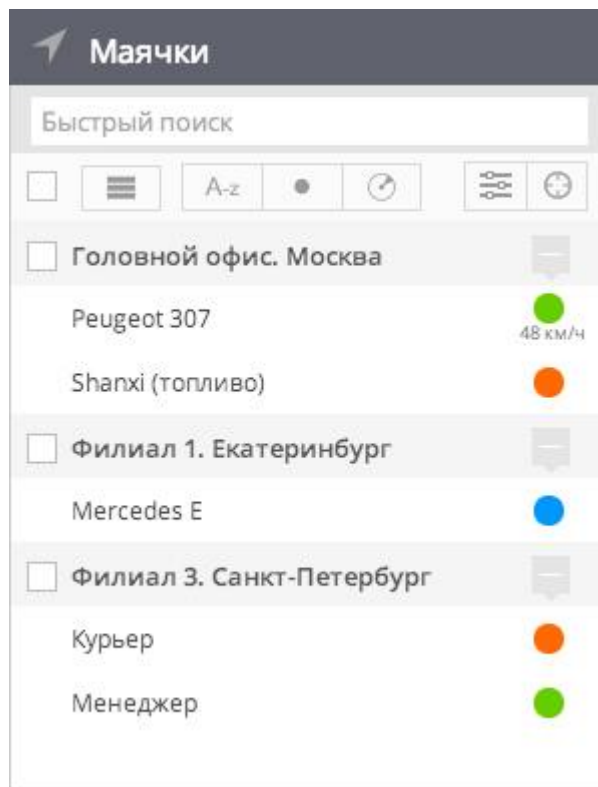 Маячки
Быстрый поиск
A-z
Головной офис. Москва
Peugeot 307
48 км/ч
Shanxi (топливо)
Филиал 1. Екатеринбург
Mercedes E
Филиал 3. Санкт-Петербург
Курьер
Менеджер